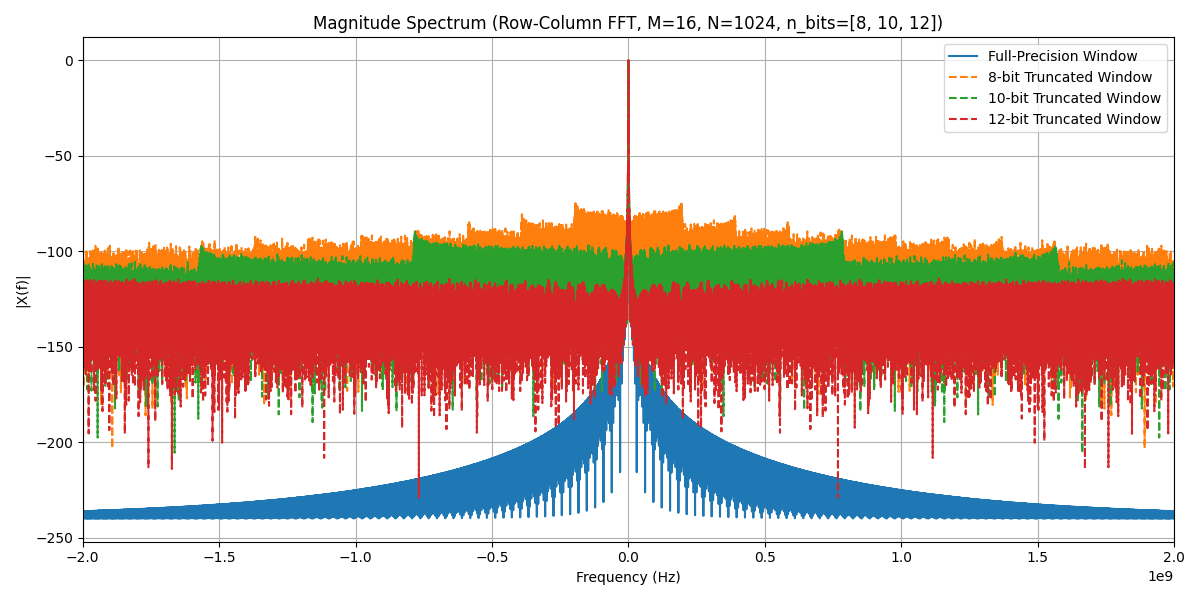 Magnitude Spectrum (Row-Column FFT, M=16, N=1024, n_bits=[8, 10, 12])
Full-Precision Window
8-bit Truncated Window
10-bit Truncated Window
12-bit Truncated Window
|X(f)|
0
−50
−100
−150
−200
−250
−2.0 −1.5 −1.0 −0.5 0.0 0.5 1.0 1.5 2.0
1e9
Frequency (Hz)